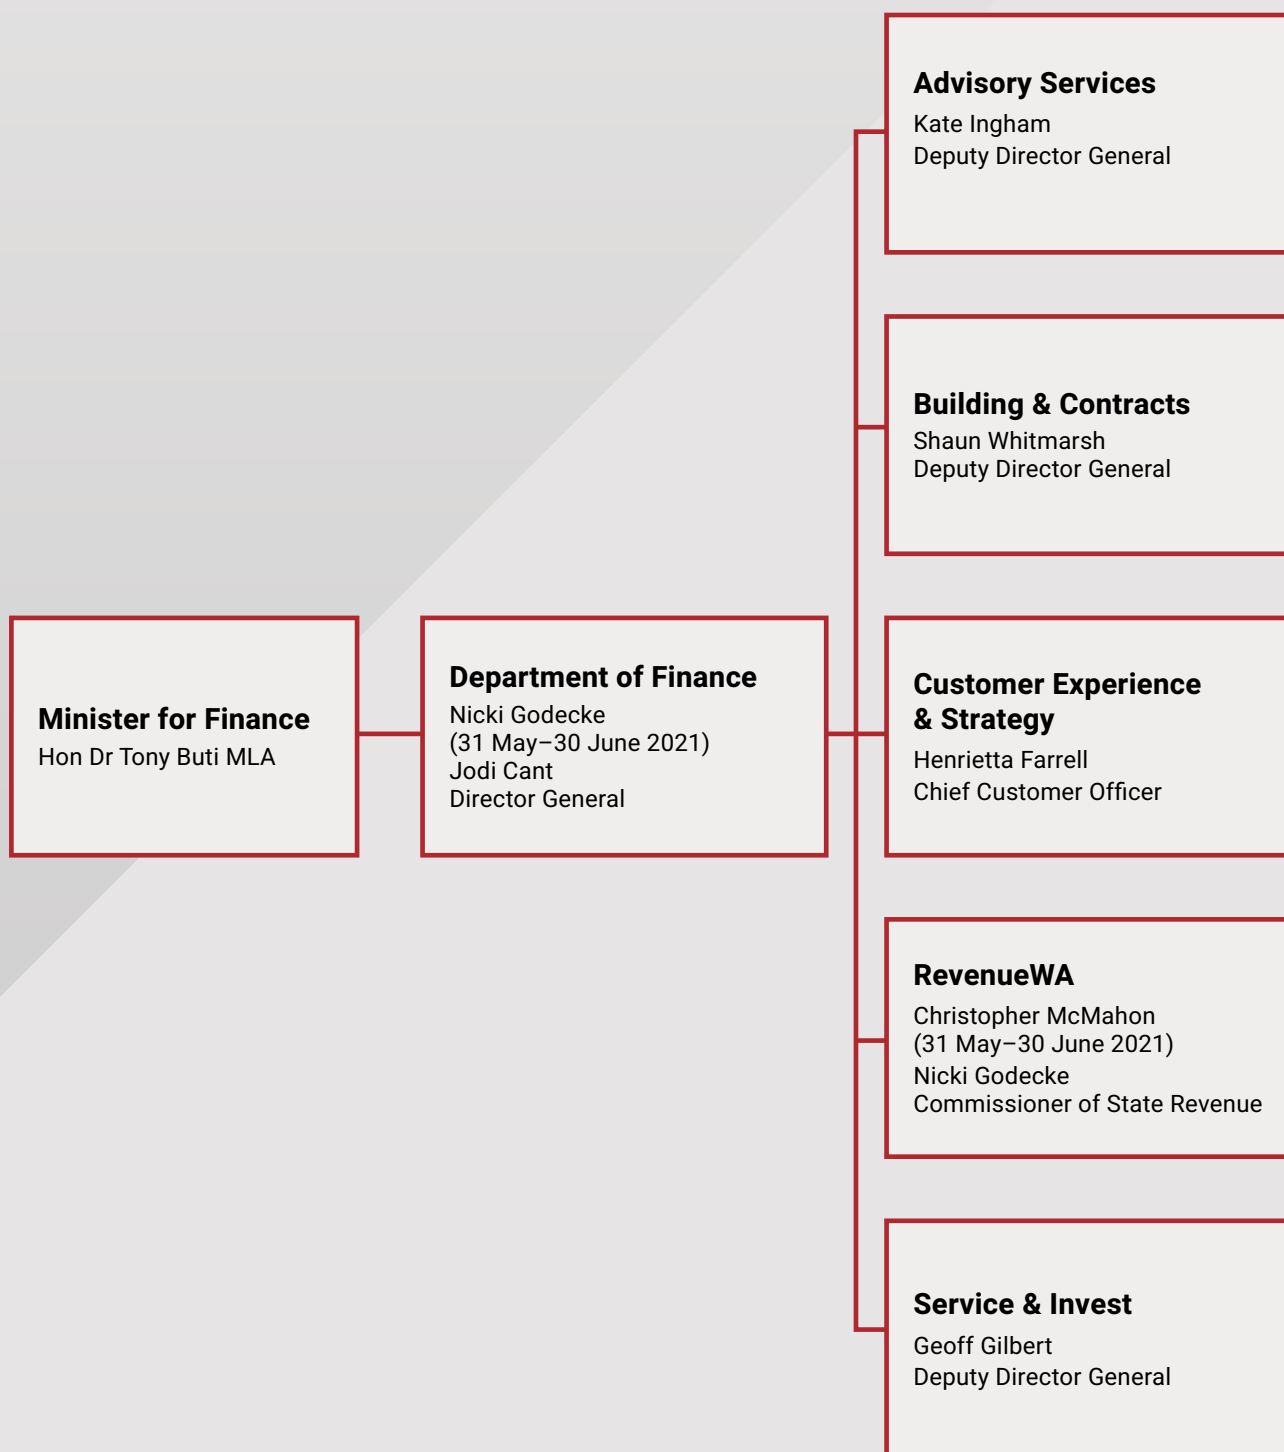 Minister for Finance
Hon Dr Tony Buti MLA
Department of Finance
Nicki Godecke
(31 May–30 June 2021)
Jodi Cant
Director General
Advisory Services
Kate Ingham
Deputy Director General
Building & Contracts
Shaun Whitmarsh
Deputy Director General
Customer Experience
& Strategy
Henrietta Farrell
Chief Customer Officer
RevenueWA
Christopher McMahon
(31 May–30 June 2021)
Nicki Godecke
Commissioner of State Revenue
Service & Invest
Geoff Gilbert
Deputy Director General